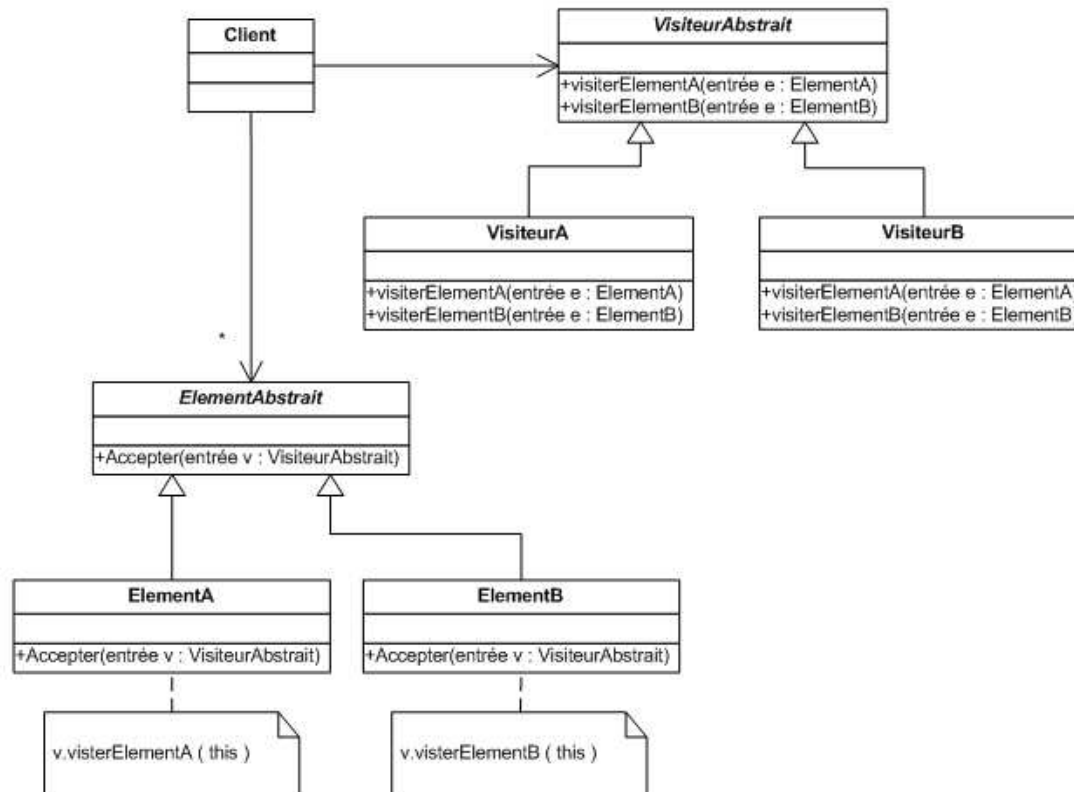 Client
VisiteurAbstrait
+visiterElementA(entrée e : ElementA)
+visiterElementB(entrée e : ElementB)
VisiteurA
+visiterElementA(entrée e : ElementA)
+visiterElementB(entrée e : ElementB)
VisiteurB
+visiterElementA(entrée e : ElementA)
+visiterElementB(entrée e : ElementB)
*
ElementAbstrait
+Accepter(entrée v : VisiteurAbstrait)
ElementA
+Accepter(entrée v : VisiteurAbstrait)
ElementB
+Accepter(entrée v : VisiteurAbstrait)
v.visterElementA ( this )
v.visterElementB ( this )